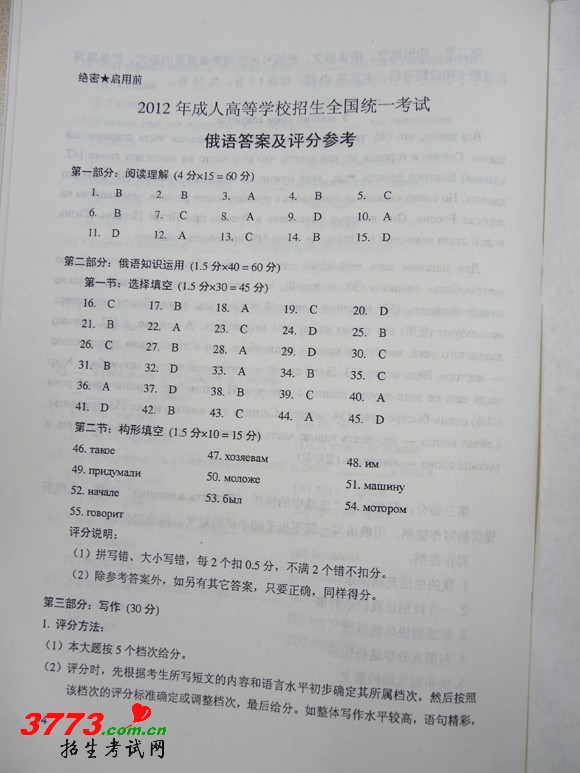 绝密★启用前
2012年成人高等学校招生全国统一考试
俄语答案及评分参考
第一部分：阅读理解 (4分×15＝60分)
1. B 2. B 3. A 4. B 5. C
6. B 7. C 8. A 9. D 10. A
11. D 12. A 13. C 14. B 15. D
第二部分：俄语知识运用 (1.5分×40＝60分)
第一节：选择填空 (1.5分×30＝45分)
16. C 17. B 18. A 19. C 20. D
21. B 22. A 23. D 24. C 25. D
26. C 27. C 28. A 29. D 30. C
31. B 32. D 33. A 34. B 35. B
36. A 37. D 38. B 39. C 40. A
41. D 42. B 43. C 44. A 45. D
第二节：构形填空 (1.5分×10＝15分)
46. такое 47. хозяевам 48. им
49. придумали 50. моложе 51. машину
52. начале 53. был 54. мотором
55. говорит
评分说明：
（1）拼写错、大小写错，每2个扣0.5分，不满2个错不扣分。
（2）除参考答案外，如另有其它答案，只要正确，同样得分。
第三部分：写作 (30分)
1. 评分方法：
（1）本大题按5个档次给分。
（2）评分时，先根据考生所写短文的内容和语言水平初步确定其所属档次，然后按照
该档次的评分标准确定或调整档次，最后给分。如整体写作水平较高，语句精彩，
3773.com.cn
招生考试网